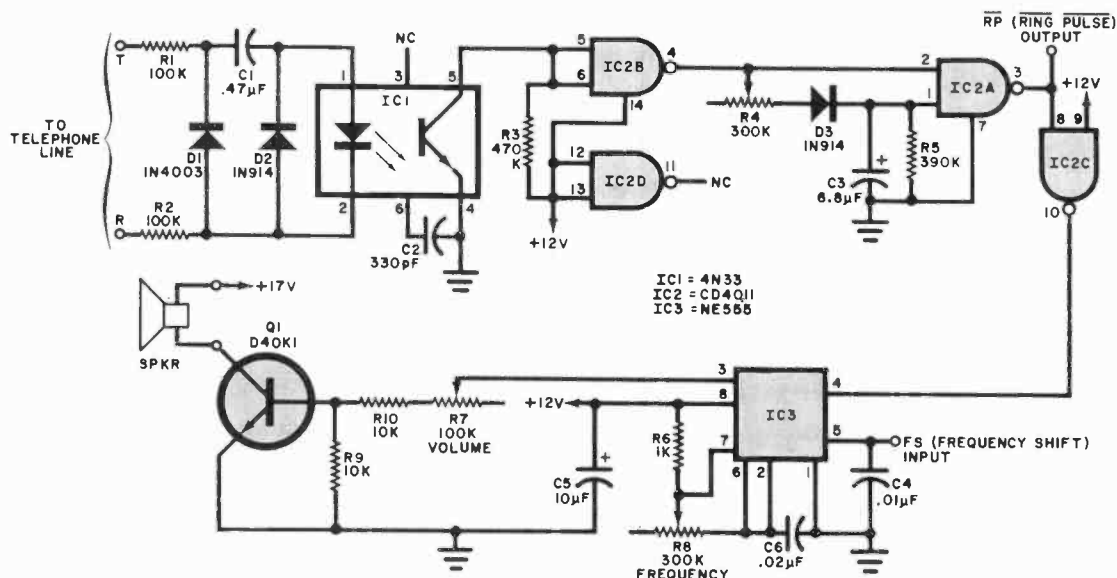 RP (RING PULSE)
OUTPUT
+12V
NC
T
R1
100K
C1
.47µF
1
3
5
IC1
5
6
4
IC2B
14
2
1
3
IC2A
7
8
9
IC2C
10
R4
300K
D3
1N914
R5
390K
C3
6.8µF
+
TO
TELEPHONE
LINE
D1
1N4003
D2
1N914
R3
470
K
12
13
IC2D
11
NC
+12V
R
R2
100K
2
6
4
C2
330pF
IC1 = 4N33
IC2 = CD4011
IC3 = NE555
+17V
SPKR
Q1
D40K1
R10
10K
R7
100K
VOLUME
R9
10K
+12V
C5
10µF
+
R6
1K
3
8
7
6
2
1
IC3
4
5
FS (FREQUENCY SHIFT)
INPUT
C4
.01µF
R8
300K
FREQUENCY
C6
.02µF